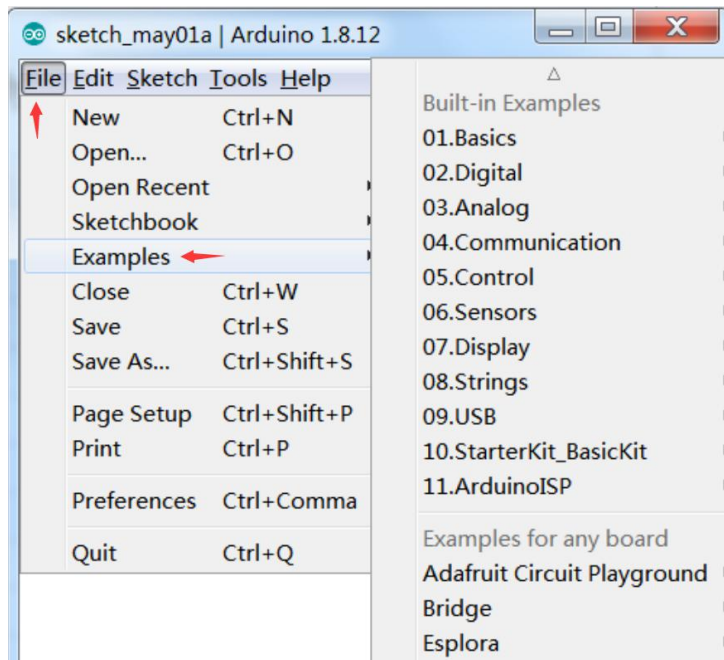 sketch_may01a | Arduino 1.8.12
File Edit Sketch Tools Help
New Ctrl+N
Open... Ctrl+O
Open Recent
Sketchbook
Examples
Close Ctrl+W
Save Ctrl+S
Save As... Ctrl+Shift+S
Page Setup Ctrl+Shift+P
Print Ctrl+P
Preferences Ctrl+Comma
Quit Ctrl+Q
Built-in Examples
01.Basics
02.Digital
03.Analog
04.Communication
05.Control
06.Sensors
07.Display
08.Strings
09.USB
10.StarterKit_BasicKit
11.ArduinoISP
Examples for any board
Adafruit Circuit Playground
Bridge
Esplora